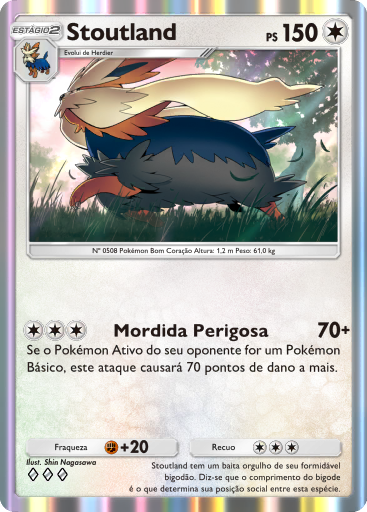 ESTÁGIO 2
Stoutland
PS 150
Evolui de Herdier
Nº 0508 Pokémon Bom Coração Altura: 1,2 m Peso: 61,0 kg
Mordida Perigosa 70+
Se o Pokémon Ativo do seu oponente for um Pokémon
Básico, este ataque causará 70 pontos de dano a mais.
Fraqueza +20 Recuo
Ilust. Shin Nagasawa
Stoutland tem um baita orgulho de seu formidável
bigodão. Diz-se que o comprimento do bigode
é o que determina sua posição social entre esta espécie.